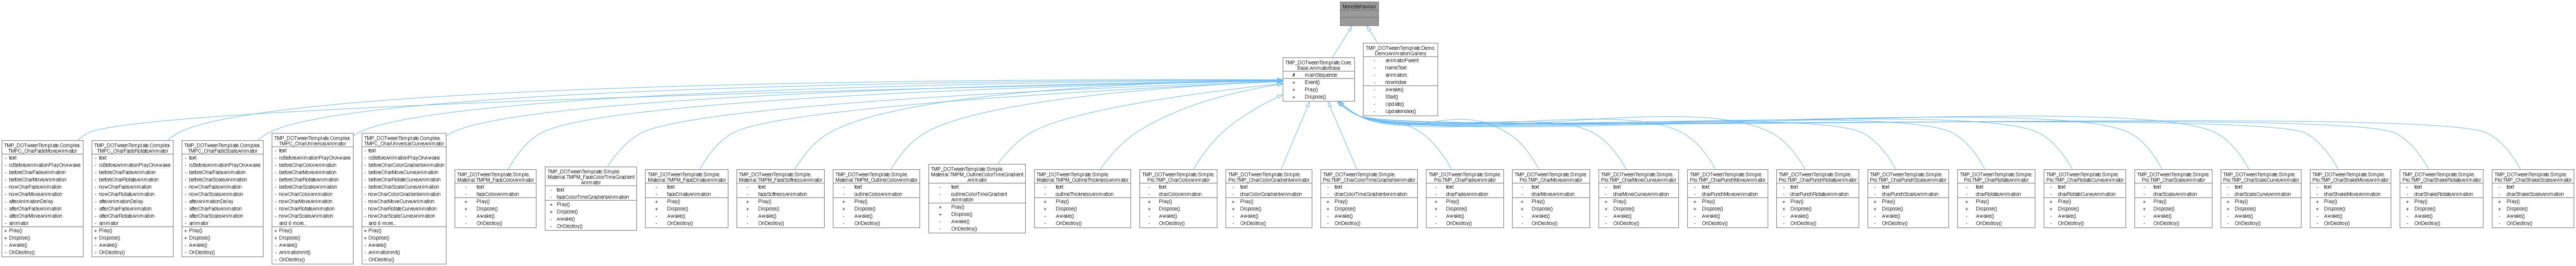 MonoBehaviour
TMP_DOTweenTemplate.Demo.
DemoAnimationGallery
- animatorParent
- nameText
- animators
- nowIndex
- Awake()
- Start()
- Update()
- UpdateIndex()
TMP_DOTweenTemplate.Core.
Base.AnimatorBase
# mainSequence
+ Event()
+ Play()
+ Dispose()
TMP_DOTweenTemplate.Complex.
TMPC_CharFadeMoveAnimator
- text
- isBeforeAnimationPlayOnAwake
- beforeCharFadeAnimation
- beforeCharMoveAnimation
- nowCharFadeAnimation
- nowCharMoveAnimation
- afterAnimationDelay
- afterCharFadeAnimation
- afterCharMoveAnimation
- animator
+ Play()
+ Dispose()
- Awake()
- OnDestroy()
TMP_DOTweenTemplate.Complex.
TMPC_CharFadeRotateAnimator
- text
- isBeforeAnimationPlayOnAwake
- beforeCharFadeAnimation
- beforeCharRotateAnimation
- nowCharFadeAnimation
- nowCharRotateAnimation
- afterAnimationDelay
- afterCharFadeAnimation
- afterCharRotateAnimation
- animator
+ Play()
+ Dispose()
- Awake()
- OnDestroy()
TMP_DOTweenTemplate.Complex.
TMPC_CharFadeScaleAnimator
- text
- isBeforeAnimationPlayOnAwake
- beforeCharFadeAnimation
- beforeCharScaleAnimation
- nowCharFadeAnimation
- nowCharScaleAnimation
- afterAnimationDelay
- afterCharFadeAnimation
- afterCharScaleAnimation
- animator
+ Play()
+ Dispose()
- Awake()
- OnDestroy()
TMP_DOTweenTemplate.Complex.
TMPC_CharUniversalAnimator
- text
- isBeforeAnimationPlayOnAwake
- beforeCharColorAnimation
- beforeCharMoveAnimation
- beforeCharRotateAnimation
- beforeCharScaleAnimation
- nowCharColorAnimation
- nowCharMoveAnimation
- nowCharRotateAnimation
- nowCharScaleAnimation
- and 6 more...
+ Play()
+ Dispose()
- Awake()
- AnimationInit()
- OnDestroy()
TMP_DOTweenTemplate.Complex.
TMPC_CharUniversalCurveAnimator
- text
- isBeforeAnimationPlayOnAwake
- beforeCharColorGradientAnimation
- beforeCharMoveCurveAnimation
- beforeCharRotateCurveAnimation
- beforeCharScaleCurveAnimation
- nowCharColorGradientAnimation
- nowCharMoveCurveAnimation
- nowCharRotateCurveAnimation
- nowCharScaleCurveAnimation
- and 6 more...
+ Play()
+ Dispose()
- Awake()
- AnimationInit()
- OnDestroy()
TMP_DOTweenTemplate.Simple.
Material.TMPM_FaceColorAnimator
- text
- faceColorAnimation
+ Play()
+ Dispose()
- Awake()
- OnDestroy()
TMP_DOTweenTemplate.Simple.
Material.TMPM_FaceColorTimeGradient
Animator
- text
- faceColorTimeGradientAnimation
+ Play()
+ Dispose()
- Awake()
- OnDestroy()
TMP_DOTweenTemplate.Simple.
Material.TMPM_FaceDilateAnimator
- text
- faceDilateAnimation
+ Play()
+ Dispose()
- Awake()
- OnDestroy()
TMP_DOTweenTemplate.Simple.
Material.TMPM_FaceSoftnessAnimator
- text
- faceSoftnessAnimation
+ Play()
+ Dispose()
- Awake()
- OnDestroy()
TMP_DOTweenTemplate.Simple.
Material.TMPM_OutlineColorAnimator
- text
- outlineColorAnimation
+ Play()
+ Dispose()
- Awake()
- OnDestroy()
TMP_DOTweenTemplate.Simple.
Material.TMPM_OutlineColorTimeGradient
Animator
- text
- outlineColorTimeGradient
Animation
+ Play()
+ Dispose()
- Awake()
- OnDestroy()
TMP_DOTweenTemplate.Simple.
Material.TMPM_OutlineThicknessAnimator
- text
- outlineThicknessAnimation
+ Play()
+ Dispose()
- Awake()
- OnDestroy()
TMP_DOTweenTemplate.Simple.
Pro.TMP_CharColorAnimator
- text
- charColorAnimation
+ Play()
+ Dispose()
- Awake()
- OnDestroy()
TMP_DOTweenTemplate.Simple.
Pro.TMP_CharColorGradientAnimator
- text
- charColorGradientAnimation
+ Play()
+ Dispose()
- Awake()
- OnDestroy()
TMP_DOTweenTemplate.Simple.
Pro.TMP_CharColorTimeGradientAnimator
- text
- charColorTimeGradientAnimation
+ Play()
+ Dispose()
- Awake()
- OnDestroy()
TMP_DOTweenTemplate.Simple.
Pro.TMP_CharFadeAnimator
- text
- charFadeAnimation
+ Play()
+ Dispose()
- Awake()
- OnDestroy()
TMP_DOTweenTemplate.Simple.
Pro.TMP_CharMoveAnimator
- text
- charMoveAnimation
+ Play()
+ Dispose()
- Awake()
- OnDestroy()
TMP_DOTweenTemplate.Simple.
Pro.TMP_CharMoveCurveAnimator
- text
- charMoveCurveAnimation
+ Play()
+ Dispose()
- Awake()
- OnDestroy()
TMP_DOTweenTemplate.Simple.
Pro.TMP_CharPunchMoveAnimator
- text
- charPunchMoveAnimation
+ Play()
+ Dispose()
- Awake()
- OnDestroy()
TMP_DOTweenTemplate.Simple.
Pro.TMP_CharPunchRotateAnimator
- text
- charPunchRotateAnimation
+ Play()
+ Dispose()
- Awake()
- OnDestroy()
TMP_DOTweenTemplate.Simple.
Pro.TMP_CharPunchScaleAnimator
- text
- charPunchScaleAnimation
+ Play()
+ Dispose()
- Awake()
- OnDestroy()
TMP_DOTweenTemplate.Simple.
Pro.TMP_CharRotateAnimator
- text
- charRotateAnimation
+ Play()
+ Dispose()
- Awake()
- OnDestroy()
TMP_DOTweenTemplate.Simple.
Pro.TMP_CharRotateCurveAnimator
- text
- charRotateCurveAnimation
+ Play()
+ Dispose()
- Awake()
- OnDestroy()
TMP_DOTweenTemplate.Simple.
Pro.TMP_CharScaleAnimator
- text
- charScaleAnimation
+ Play()
+ Dispose()
- Awake()
- OnDestroy()
TMP_DOTweenTemplate.Simple.
Pro.TMP_CharScaleCurveAnimator
- text
- charScaleCurveAnimation
+ Play()
+ Dispose()
- Awake()
- OnDestroy()
TMP_DOTweenTemplate.Simple.
Pro.TMP_CharShakeMoveAnimator
- text
- charShakeMoveAnimation
+ Play()
+ Dispose()
- Awake()
- OnDestroy()
TMP_DOTweenTemplate.Simple.
Pro.TMP_CharShakeRotateAnimator
- text
- charShakeRotateAnimation
+ Play()
+ Dispose()
- Awake()
- OnDestroy()
TMP_DOTweenTemplate.Simple.
Pro.TMP_CharShakeScaleAnimator
- text
- charShakeScaleAnimation
+ Play()
+ Dispose()
- Awake()
- OnDestroy()